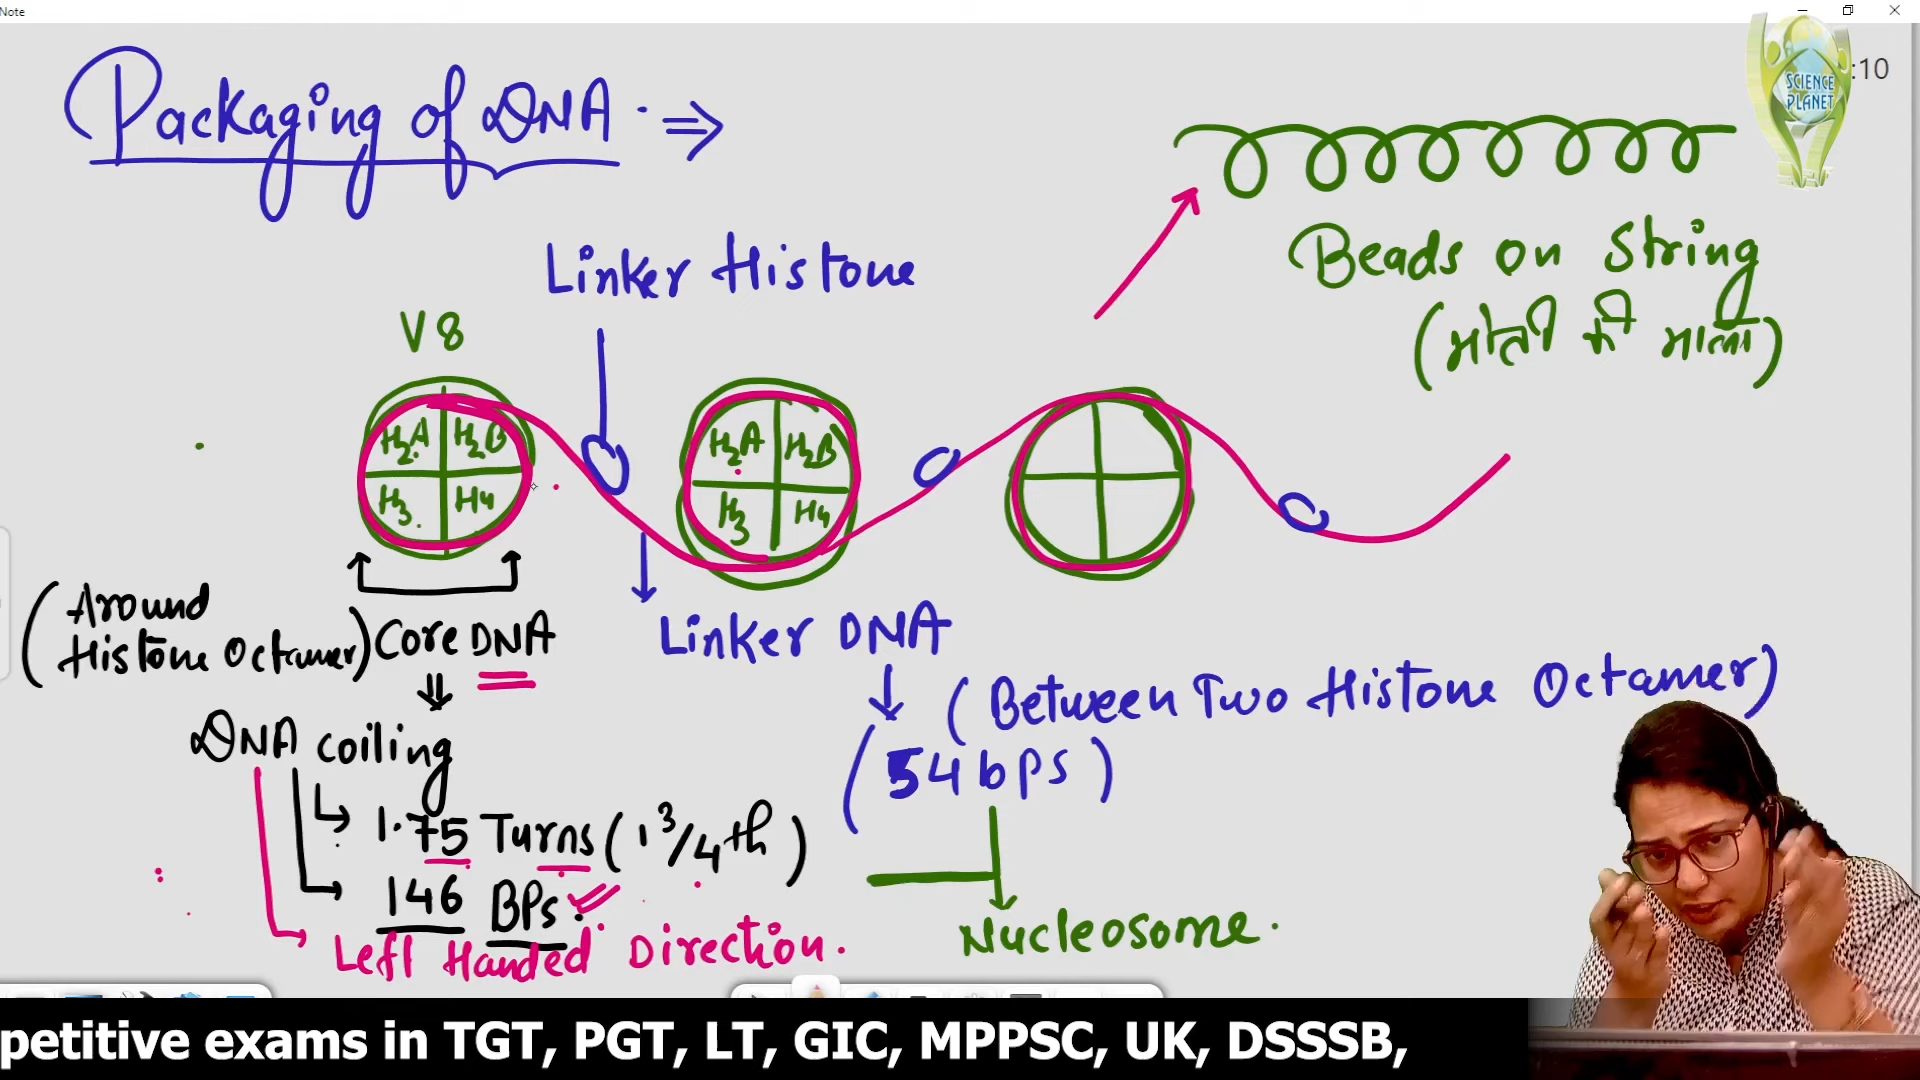 Note
:10
SCIENCE
PLANET
Packaging of DNA ⇒
Beads on String
Linker Histone
V 8
H2A H2B
H3 H4
H2A H2B
H3 H4
(Around
Histone Octamer)
Core DNA
⇓
Linker DNA
(Between Two Histone Octamer)
(54 bps)
DNA coiling
1.75 Turns (1 3/4th)
146 BPs.
Left Handed Direction.
Nucleosome.
petitive exams in TGT, PGT, LT, GIC, MPPSC, UK, DSSSB,